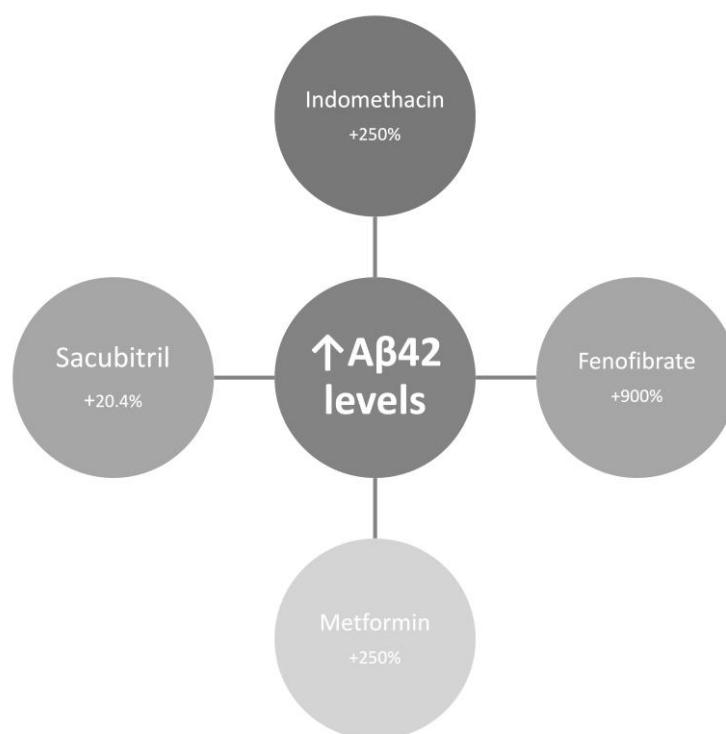 Indomethacin
+250%
Sacubitril
+20.4%
↑Aβ42
levels
Fenofibrate
+900%
Metformin
+250%